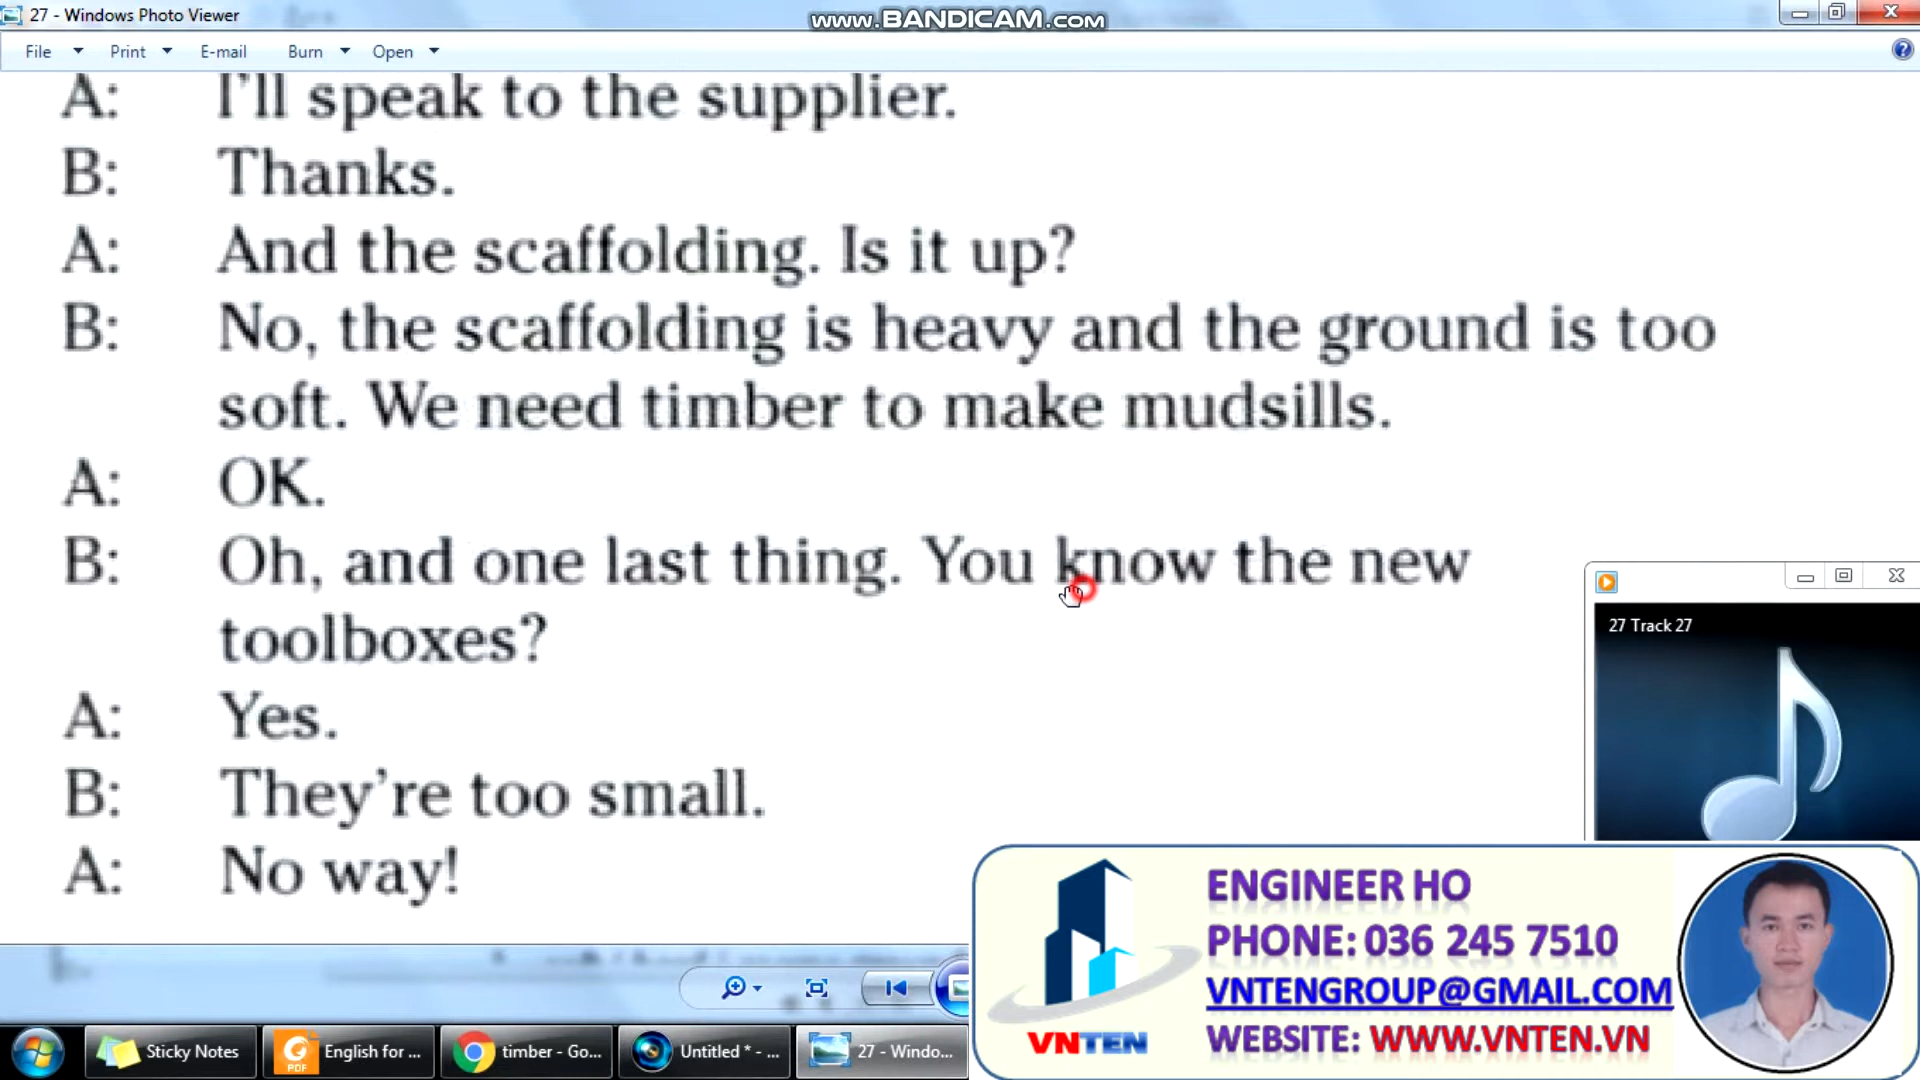 27 - Windows Photo Viewer
www.BANDICAM.com
File Print E-mail Burn Open
A: I'll speak to the supplier.
B: Thanks.
A: And the scaffolding. Is it up?
B: No, the scaffolding is heavy and the ground is too
soft. We need timber to make mudsills.
A: OK.
B: Oh, and one last thing. You know the new
toolboxes?
A: Yes.
B: They're too small.
A: No way!
27 Track 27
ENGINEER HO
PHONE: 036 245 7510
VNTENGROUP@GMAIL.COM
WEBSITE: WWW.VNTEN.VN
VNTEN
Sticky Notes
PDF
English for ...
timber - Go...
Untitled * - ...
27 - Windo...